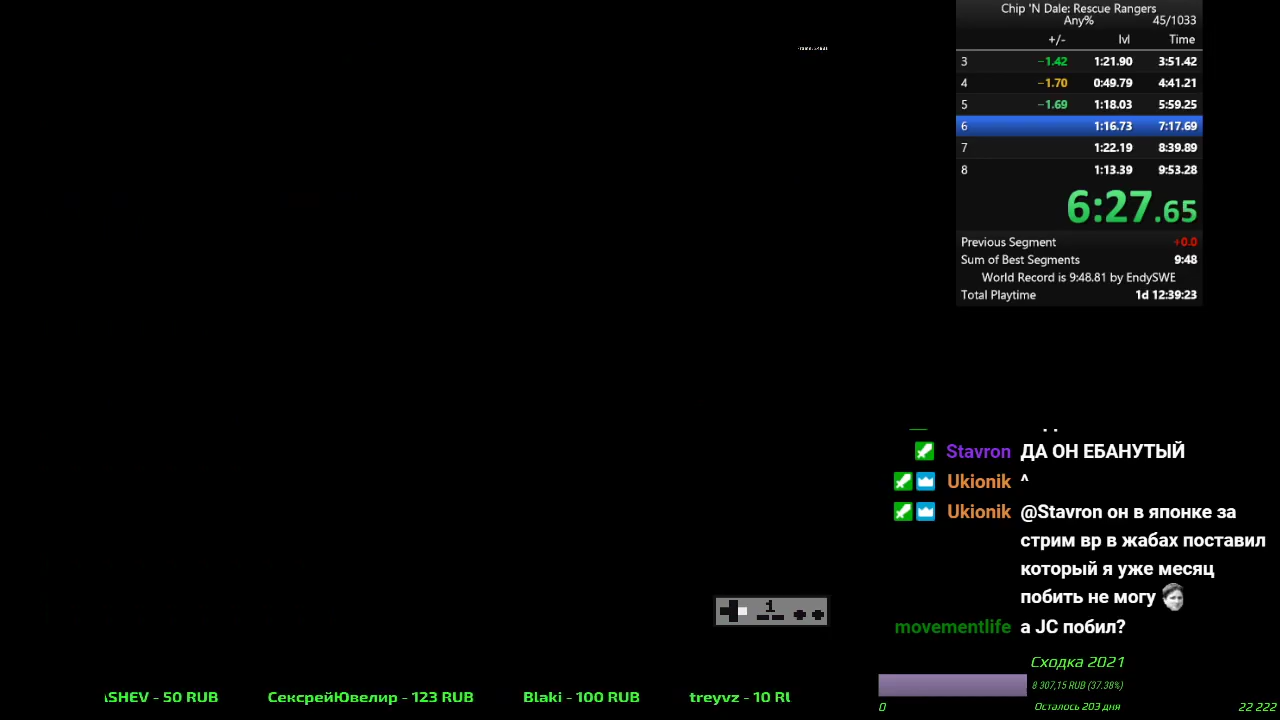 Chip 'N Dale: Rescue Rangers
Any% 45/1033
+/- lvl Time
3 −1.42 1:21.90 3:51.42
4 −1.70 0:49.79 4:41.21
5 −1.69 1:18.03 5:59.25
6 1:16.73 7:17.69
7 1:22.19 8:39.89
8 1:13.39 9:53.28
6:27.65
Previous Segment +0.0
Sum of Best Segments 9:48
World Record is 9:48.81 by EndySWE
Total Playtime 1d 12:39:23
Stavron ДА ОН ЕБАНУТЫЙ
Ukionik ^
Ukionik @Stavron он в японке за
стрим вр в жабах поставил
который я уже месяц
побить не могу
movementlife а JC побил?
1
Сходка 2021
8 307,15 RUB (37.38%)
0 Осталось 203 дня 22 222
SHEV - 50 RUB СексрейЮвелир - 123 RUB Blaki - 100 RUB treyvz - 10 RU